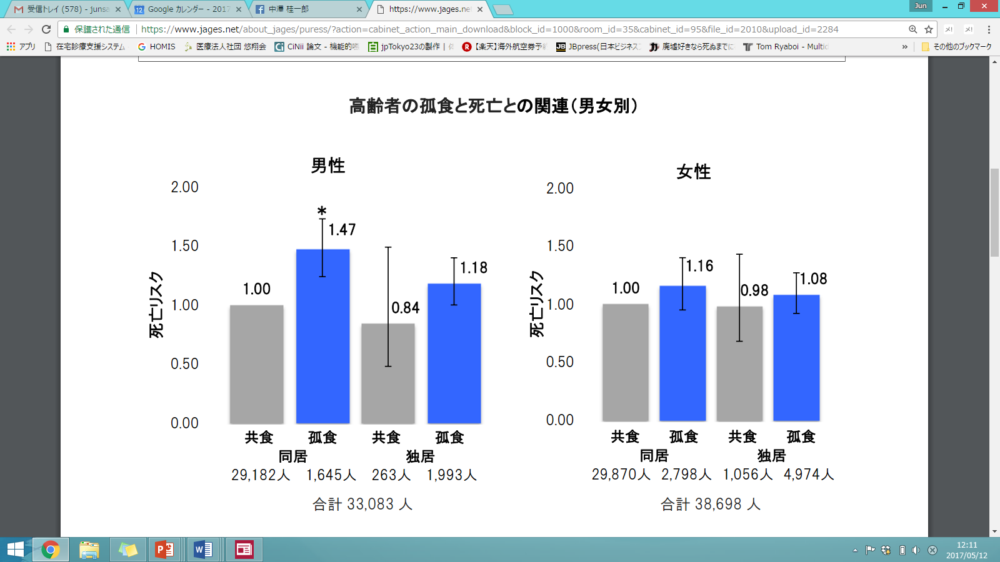 受信トレイ (578) - junsa
Google カレンダー - 2017
中澤 桂一郎
https://www.jages.net
Jun
保護された通信
https://www.jages.net/about_jages/puress/?action=cabinet_action_main_download&block_id=1000&room_id=35&cabinet_id=95&file_id=2010&upload_id=2284
アプリ
在宅診療支援システム
HOMIS
医療法人社団 悠翔会
CiNii 論文 - 機能的
jpTokyo23の製作 |
【楽天】海外航空券予
JBpress(日本ビジネス
廃墟好きなら死ぬまでに
Tom Ryaboi - Multi
»
その他のブックマーク
高齢者の孤食と死亡との関連(男女別)
男性
2.00
1.50
1.00
0.50
0.00
死亡リスク
1.00
*
1.47
0.84
1.18
共食 孤食 共食 孤食
同居 独居
29,182人 1,645人 263人 1,993人
合計 33,083 人
女性
2.00
1.50
1.00
0.50
0.00
死亡リスク
1.00
1.16
0.98
1.08
共食 孤食 共食 孤食
同居 独居
29,870人 2,798人 1,056人 4,974人
合計 38,698 人
12:11
2017/05/12